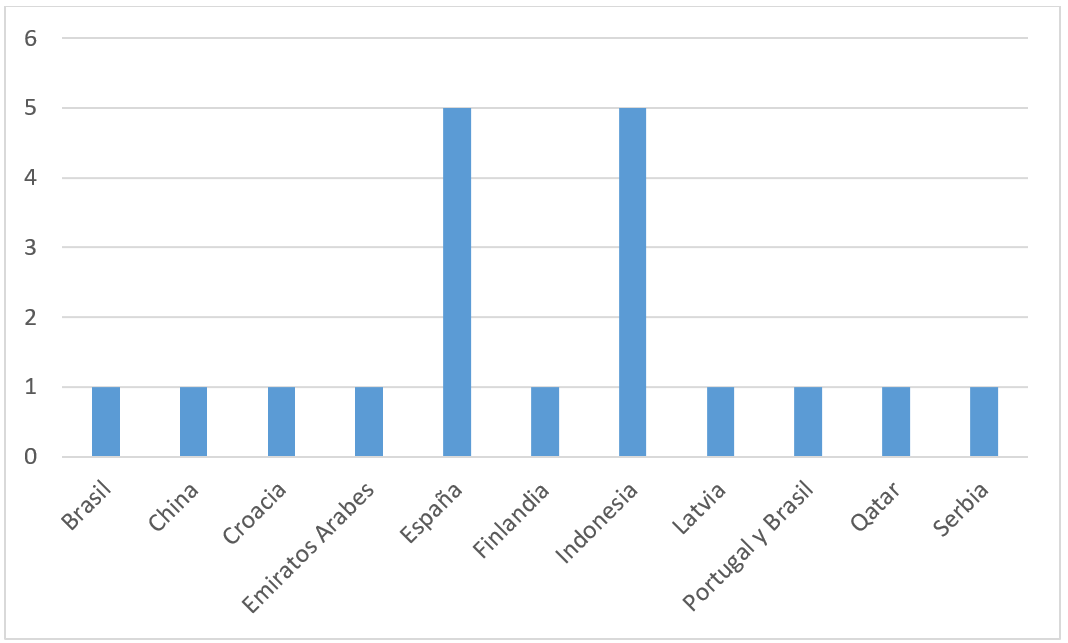 6
5
4
3
2
1
0
Brasil
China
Croacia
Emiratos Arabes
España
Finlandia
Indonesia
Latvia
Portugal y Brasil
Qatar
Serbia